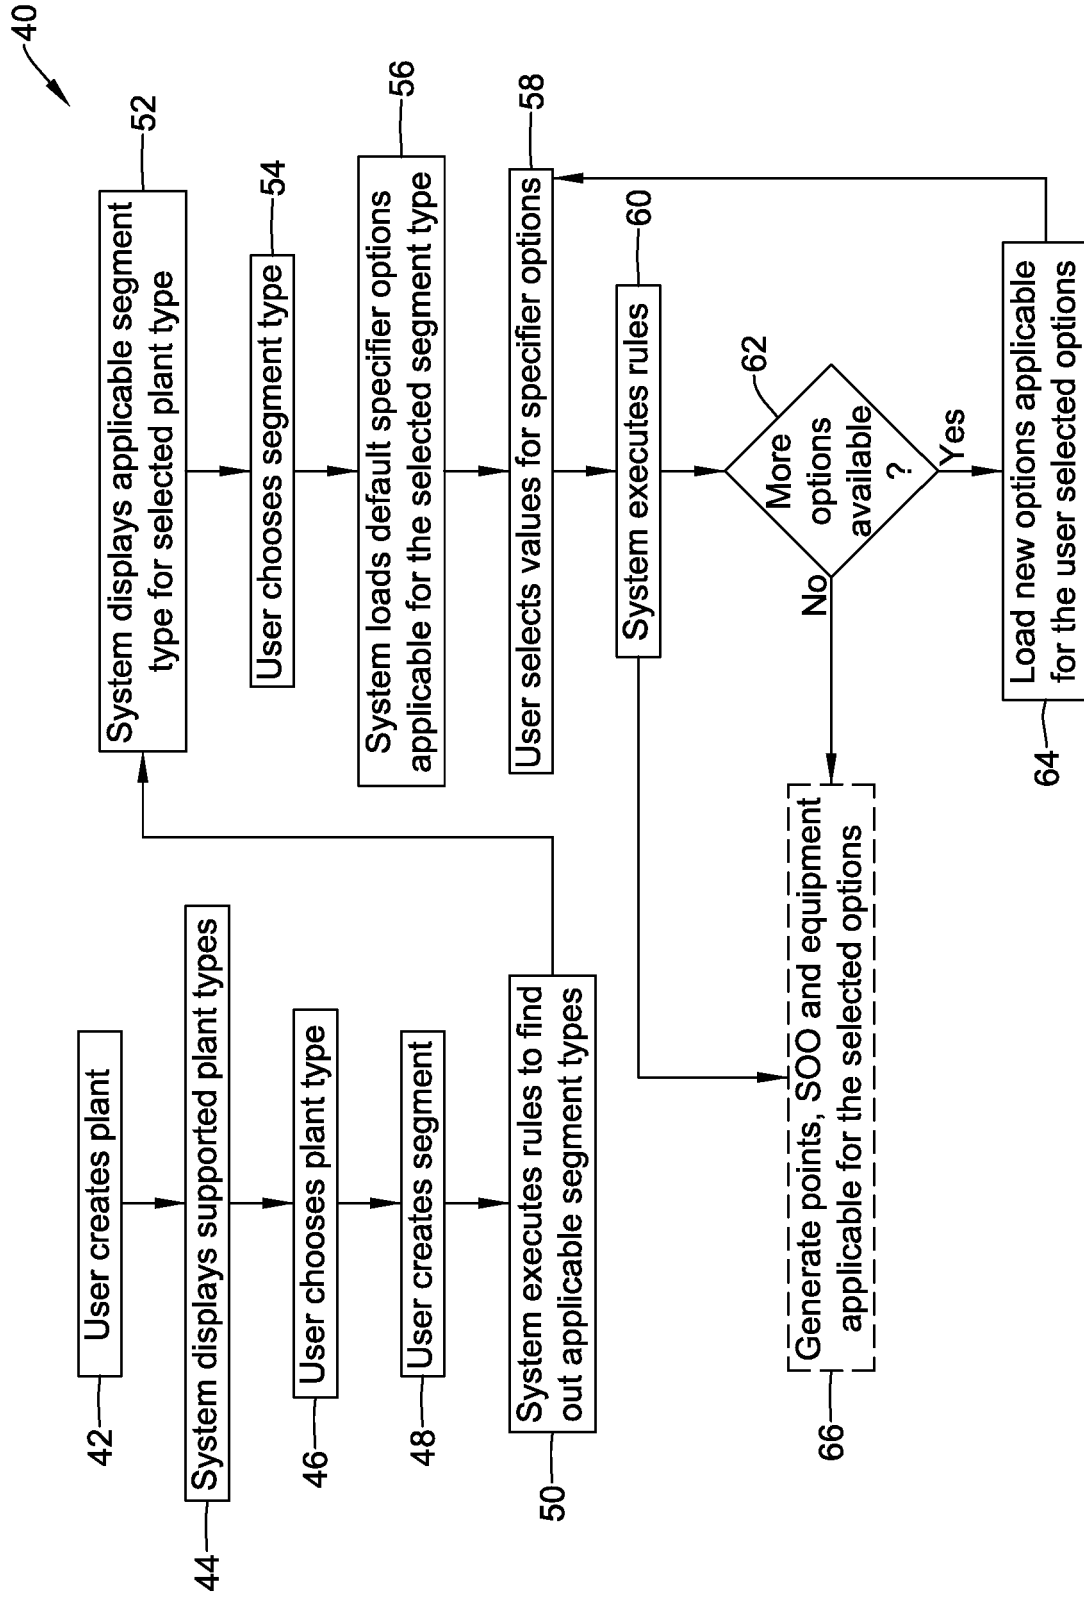 40
42
User creates plant
44
System displays supported plant types
46
User chooses plant type
48
User creates segment
50
System executes rules to find
out applicable segment types
52
System displays applicable segment
type for selected plant type
54
User chooses segment type
56
System loads default specifier options
applicable for the selected segment type
58
User selects values for specifier options
60
System executes rules
62
More
options
available
?
No
Yes
64
Load new options applicable
for the user selected options
66
Generate points, SOO and equipment
applicable for the selected options